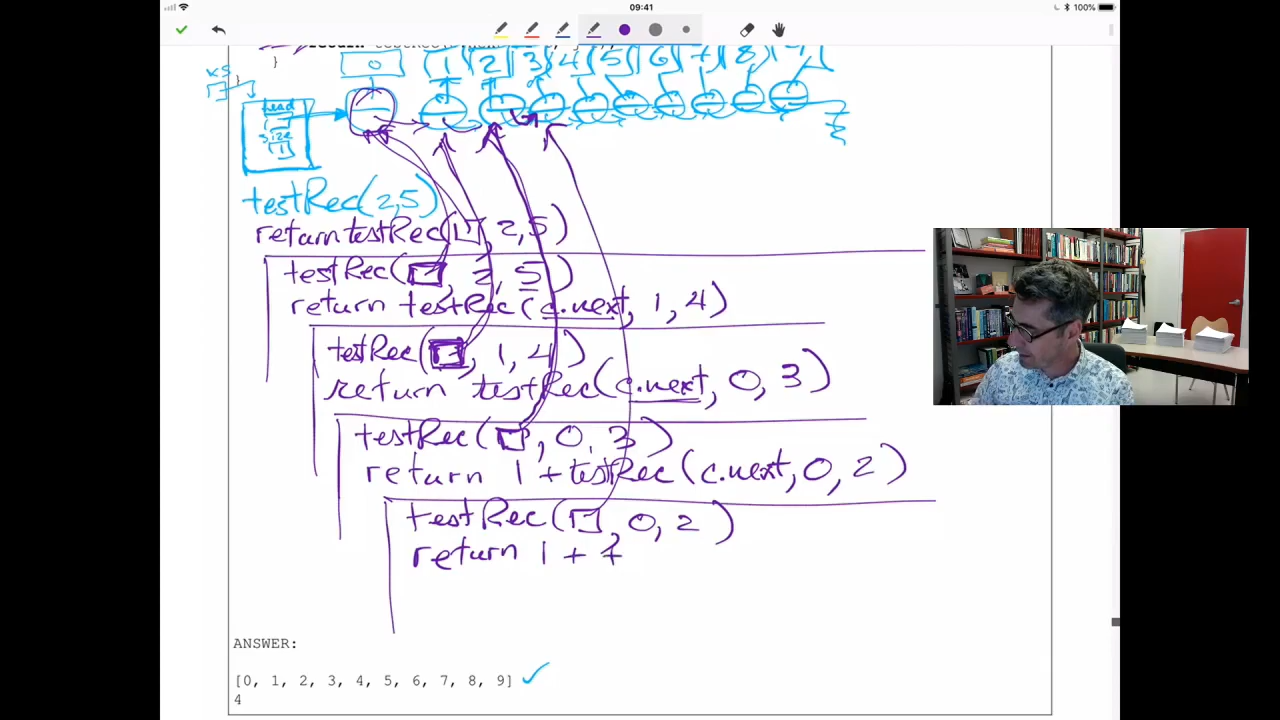 09:41
100%
}
0 1 2 3 4 5 6 7 8 9
xs
}
head
size
testRec(2,5)
return testRec( , 2,5)
testRec( , 2, 5)
return testRec(c.next, 1, 4)
testRec( , 1, 4)
return testRec(c.next, 0, 3)
testRec( , 0, 3)
return 1 + testRec(c.next, 0, 2)
testRec( , 0, 2)
return 1 +
ANSWER:
[0, 1, 2, 3, 4, 5, 6, 7, 8, 9]
4